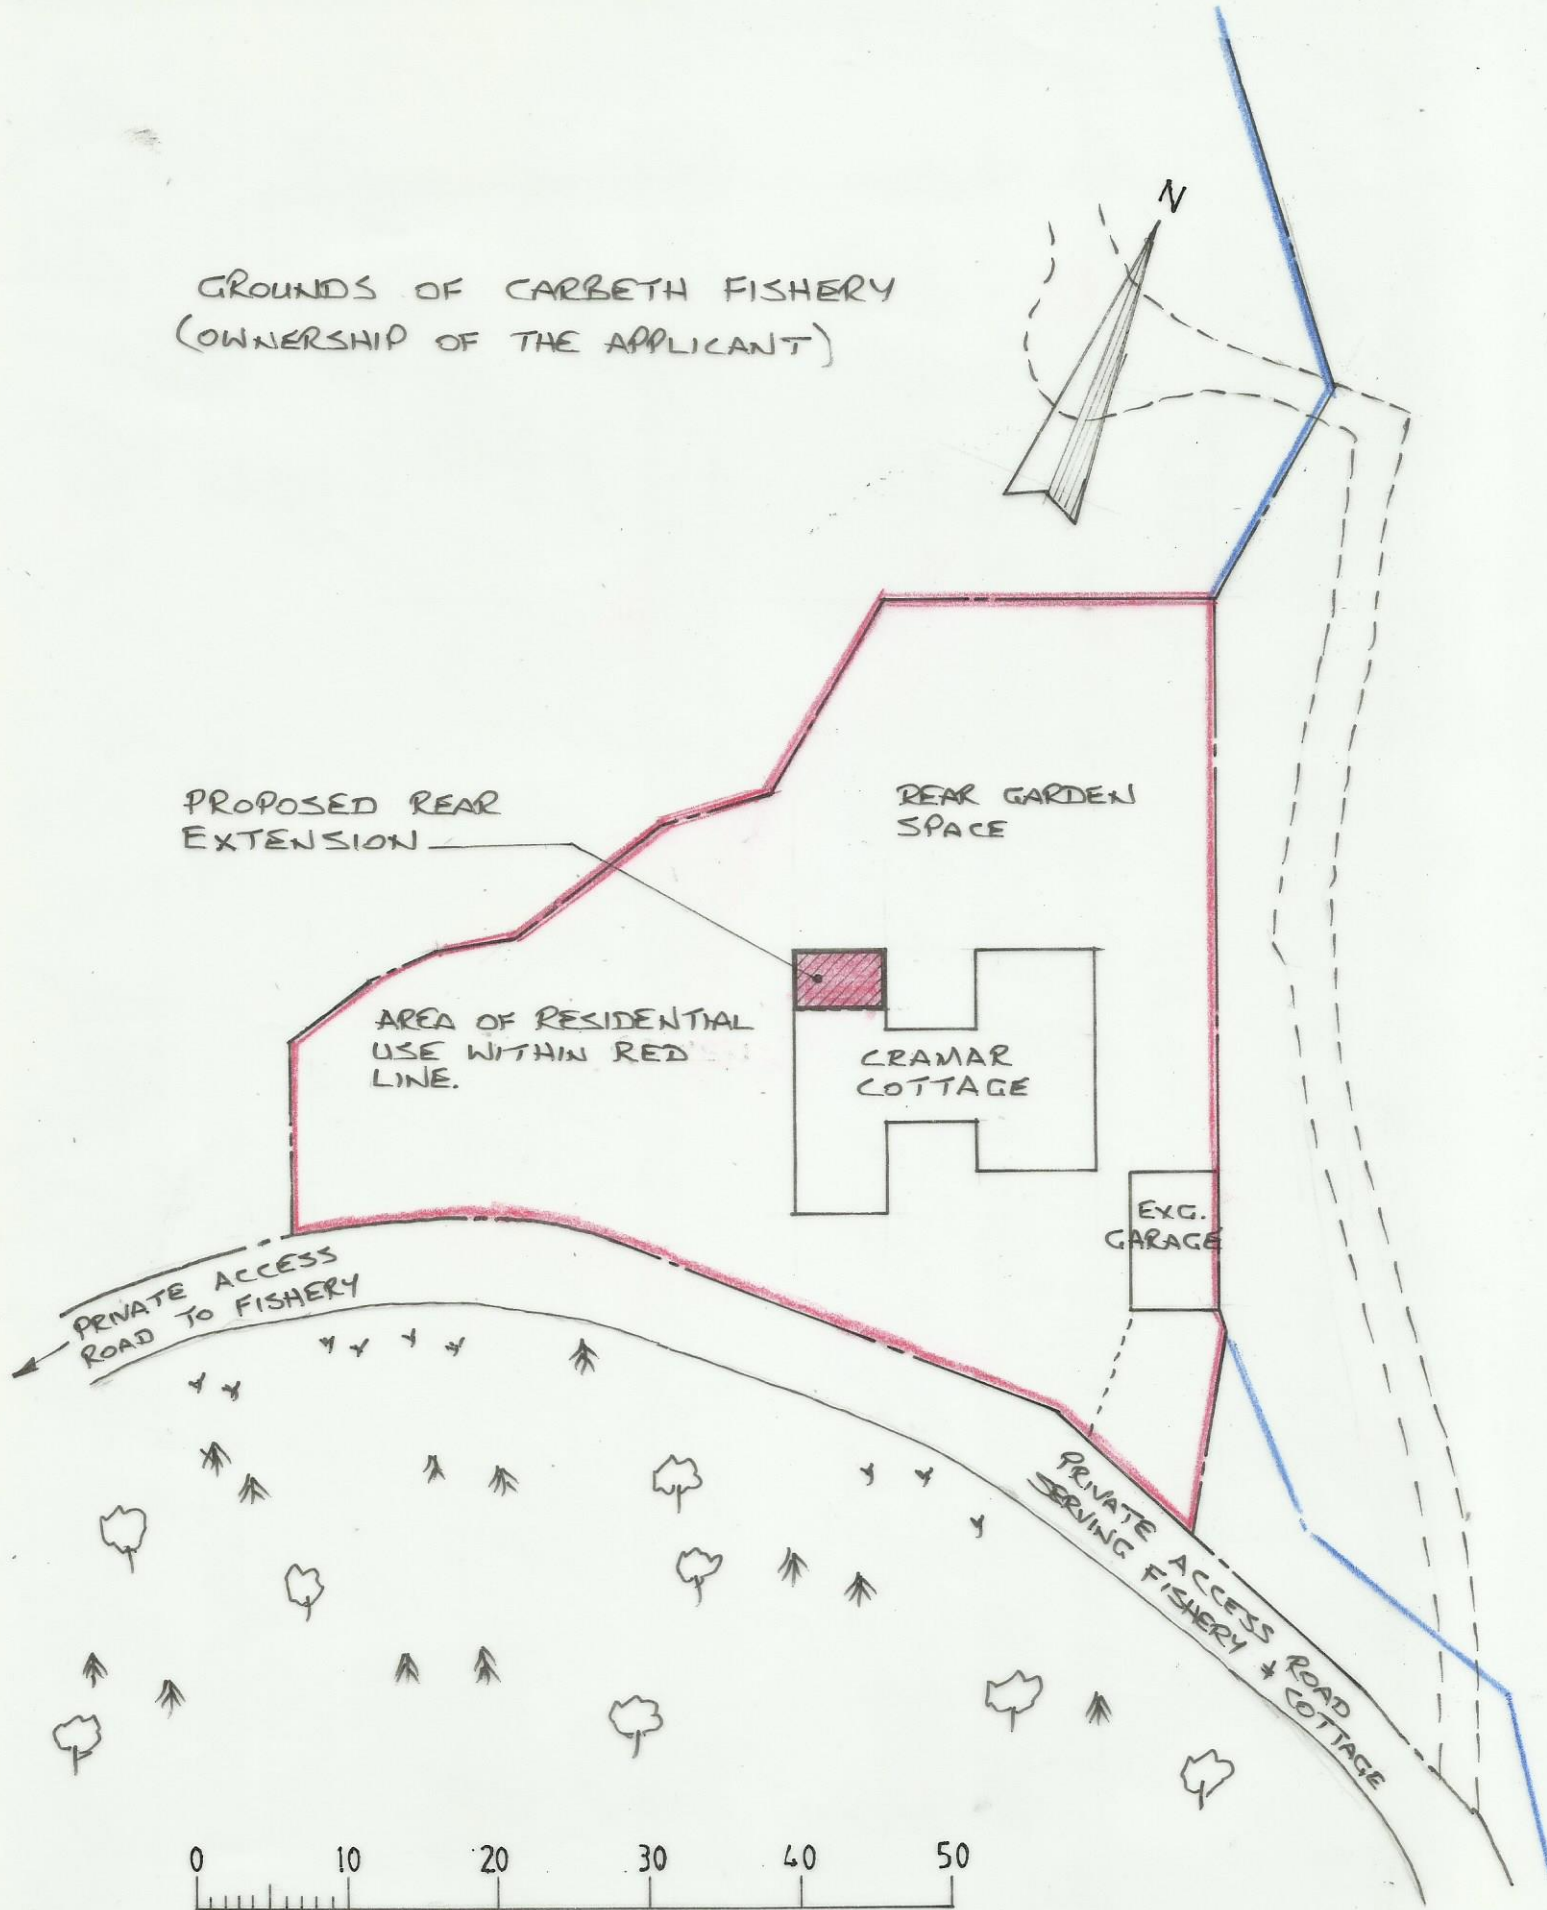 N
GROUNDS OF CARBETH FISHERY
(OWNERSHIP OF THE APPLICANT)
PROPOSED REAR
EXTENSION
REAR GARDEN
SPACE
AREA OF RESIDENTIAL
USE WITHIN RED
LINE.
CRAMAR
COTTAGE
EXG.
GARAGE
PRIVATE ACCESS
ROAD TO FISHERY
PRIVATE ACCESS ROAD
SERVING FISHERY & COTTAGE
0 10 20 30 40 50